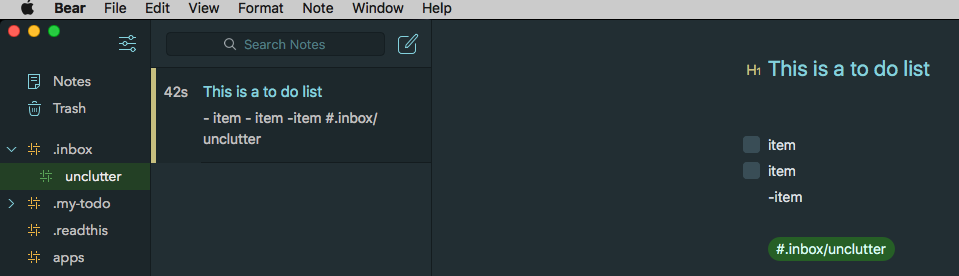 Bear File Edit View Format Note Window Help
Search Notes
Notes
Trash
.inbox
unclutter
.my-todo
.readthis
apps
42s This is a to do list
- item - item -item #.inbox/
unclutter
H1 This is a to do list
item
item
-item
#.inbox/unclutter